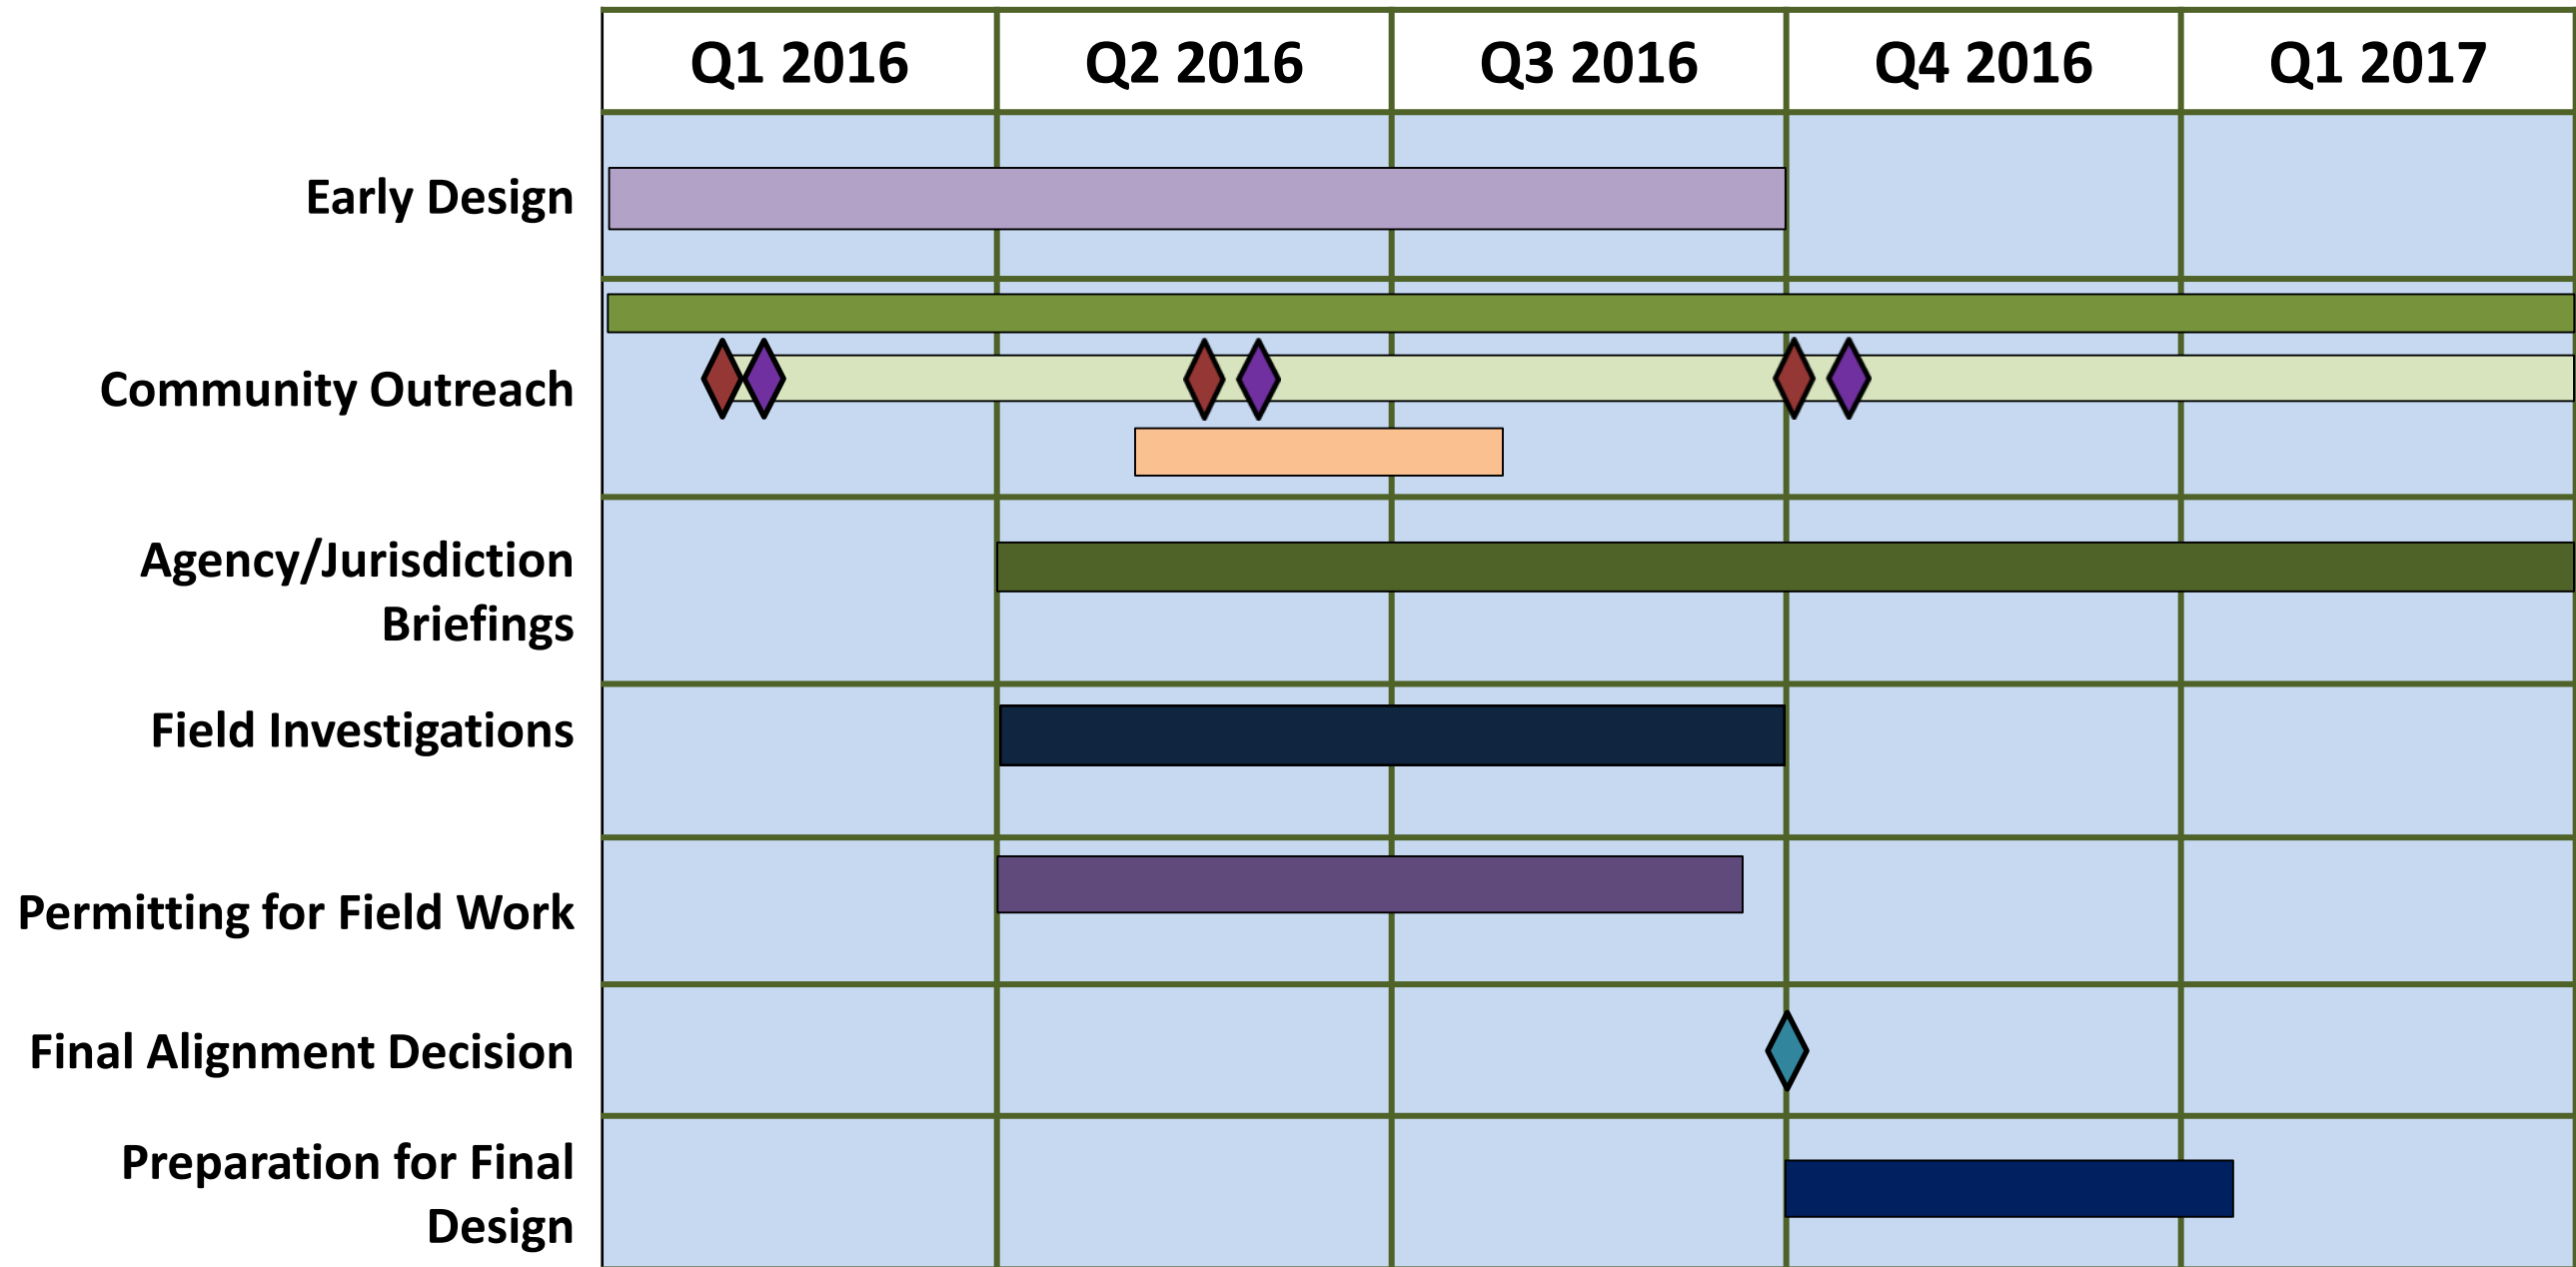 Q1 2016 Q2 2016 Q3 2016 Q4 2016 Q1 2017
Early Design
Community Outreach
Agency/Jurisdiction
Briefings
Field Investigations
Permitting for Field Work
Final Alignment Decision
Preparation for Final
Design